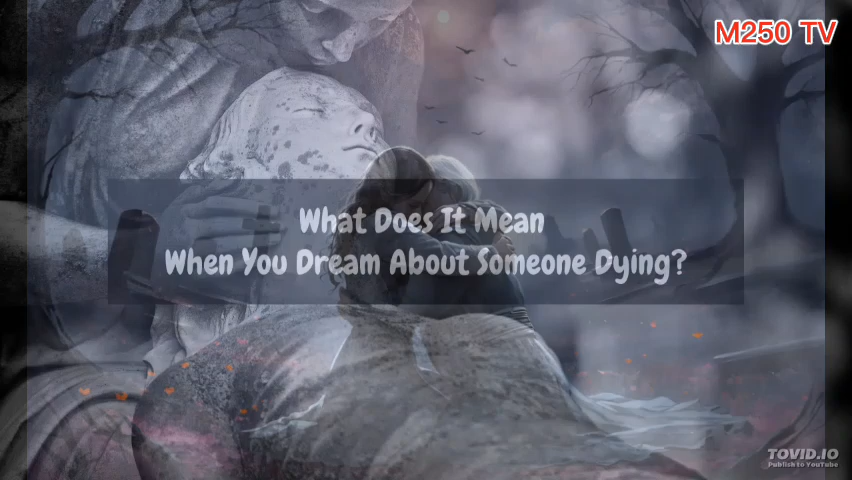 M250 TV
What Does It Mean
When You Dream About Someone Dying?
TOVID.IO
Publish to YouTube